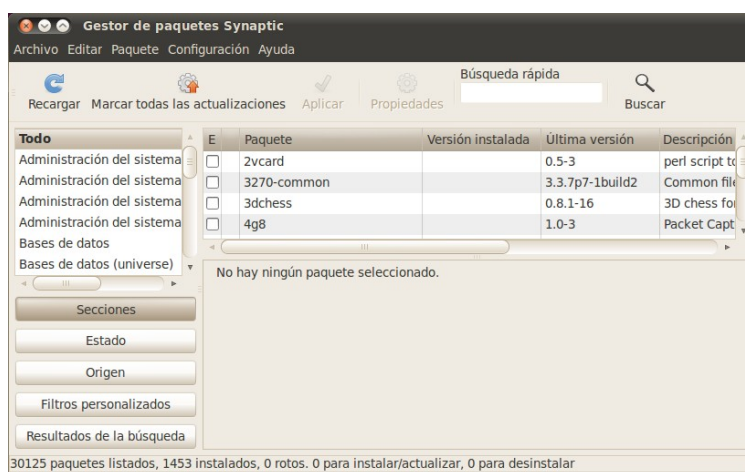 Gestor de paquetes Synaptic
Archivo Editar Paquete Configuración Ayuda
Recargar Marcar todas las actualizaciones Aplicar Propiedades Búsqueda rápida Buscar
Todo
Administración del sistema
Administración del sistema
Administración del sistema
Administración del sistema
Bases de datos
Bases de datos (universe)
E Paquete Versión instalada Última versión Descripción
2vcard 0.5-3 perl script to
3270-common 3.3.7p7-1build2 Common file
3dchess 0.8.1-16 3D chess for
4g8 1.0-3 Packet Capt
No hay ningún paquete seleccionado.
Secciones
Estado
Origen
Filtros personalizados
Resultados de la búsqueda
30125 paquetes listados, 1453 instalados, 0 rotos. 0 para instalar/actualizar, 0 para desinstalar